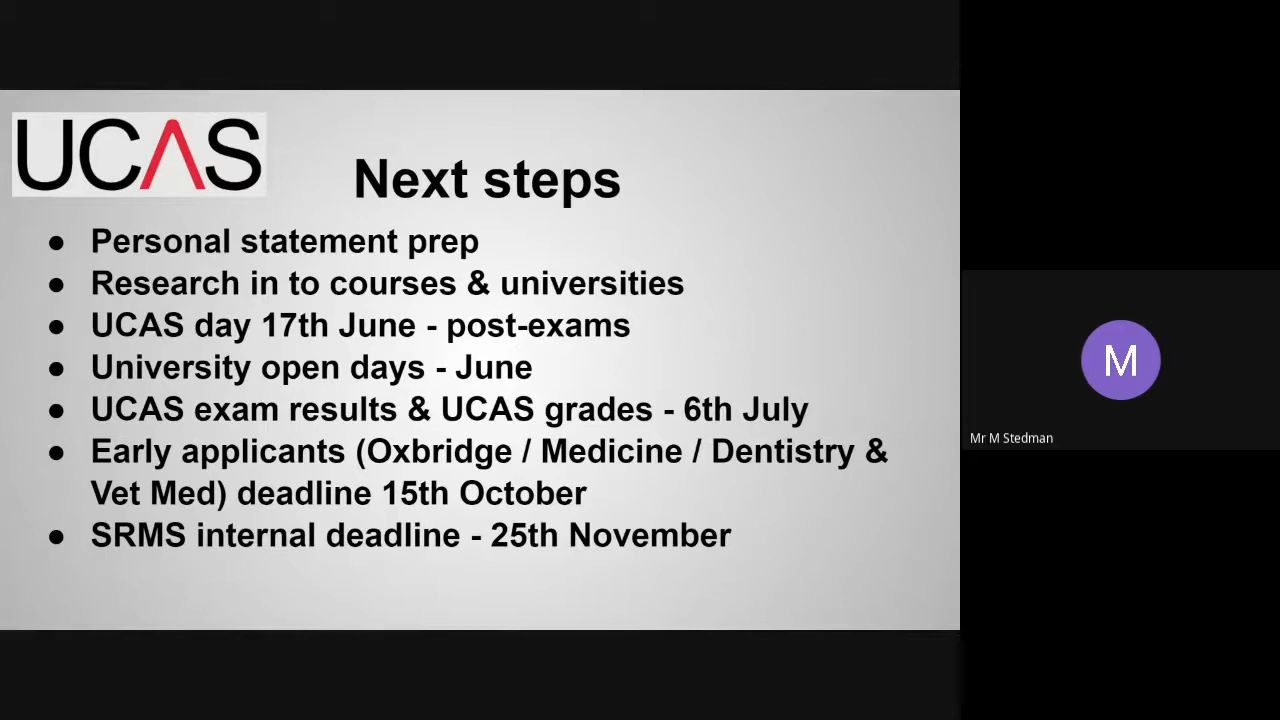 UCAS
Next steps
● Personal statement prep
● Research in to courses & universities
● UCAS day 17th June - post-exams
● University open days - June
● UCAS exam results & UCAS grades - 6th July
● Early applicants (Oxbridge / Medicine / Dentistry &
Vet Med) deadline 15th October
● SRMS internal deadline - 25th November
M
Mr M Stedman